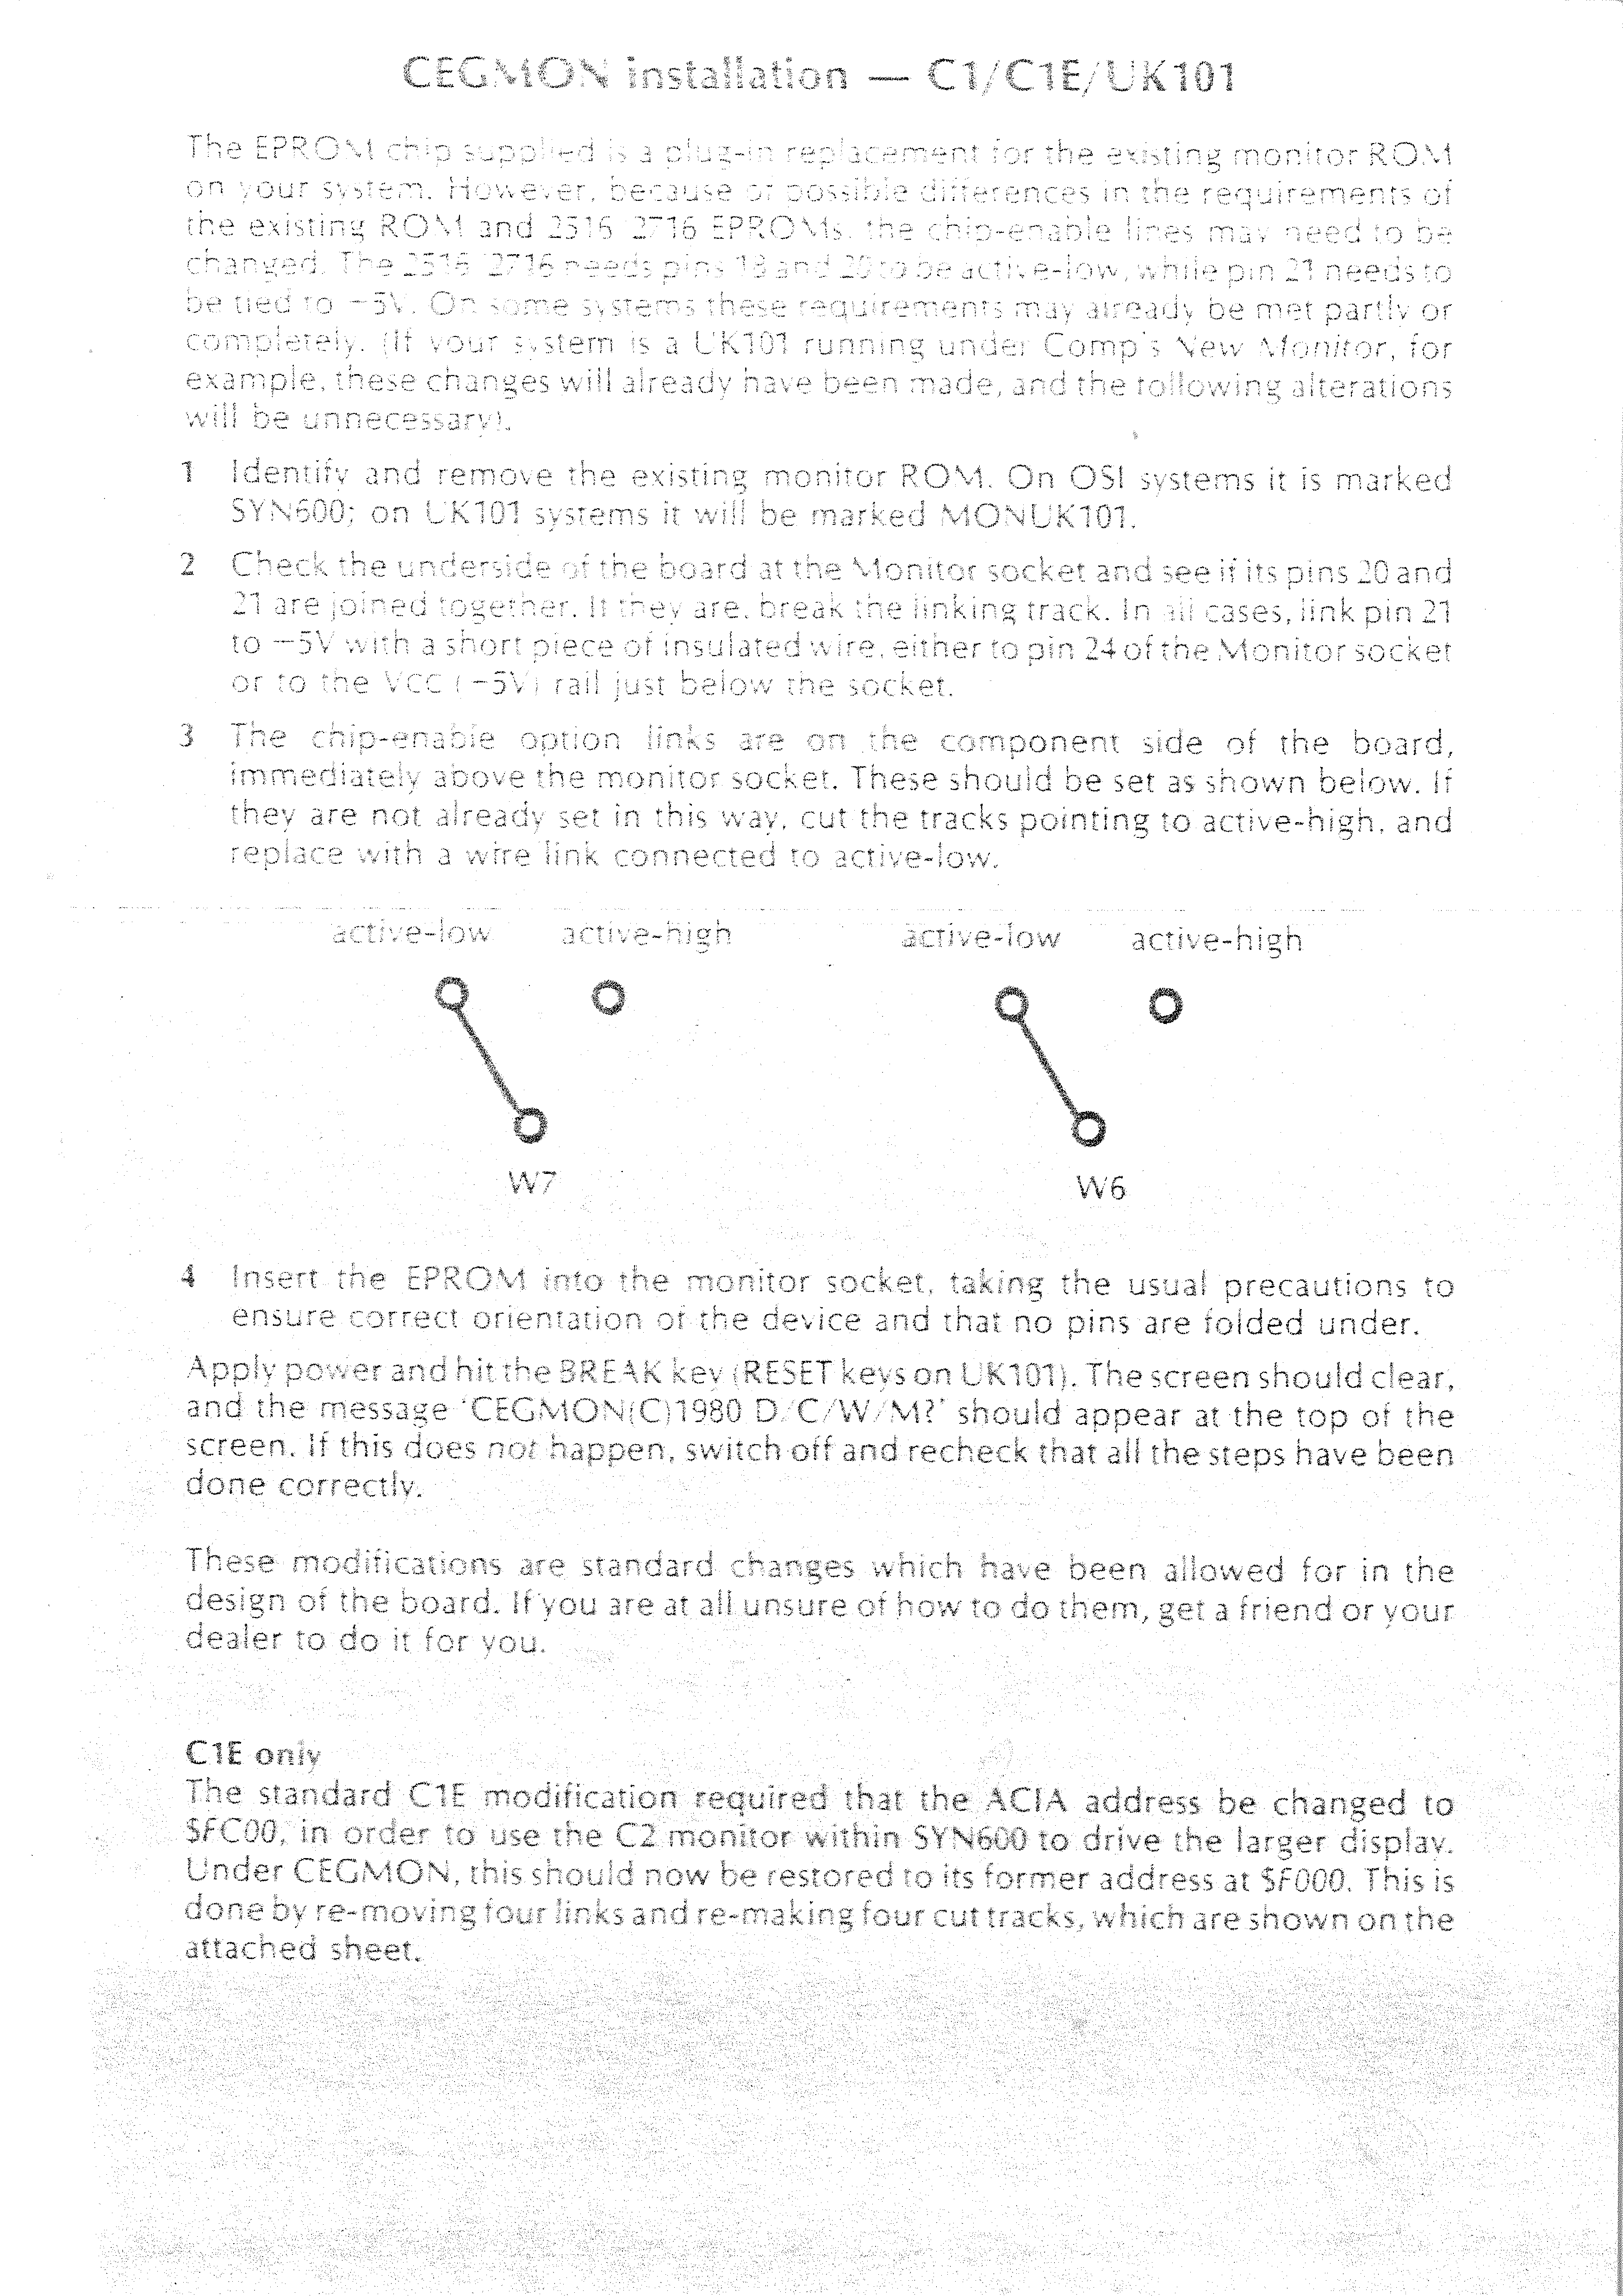 CEGMON installation — C1/C1E/UK101
The EPROM chip supplied is a plug-in replacement for the existing monitor ROM
on your system. However, because of possible differences in the requirements of
the existing ROM and 2516/2716 EPROMs, the chip-enable lines may need to be
changed. The 2516/2716 needs pins 18 and 20 to be active-low, while pin 21 needs to
be tied to +5V. On some systems these requirements may already be met partly or
completely. (If your system is a UK101 running under Comp's New Monitor, for
example, these changes will already have been made, and the following alterations
will be unnecessary).
1 Identify and remove the existing monitor ROM. On OSI systems it is marked
SYN600; on UK101 systems it will be marked MONUK101.
2 Check the underside of the board at the Monitor socket and see if its pins 20 and
21 are joined together. If they are, break the linking track. In all cases, link pin 21
to +5V with a short piece of insulated wire, either to pin 24 of the Monitor socket
or to the VCC (+5V) rail just below the socket.
3 The chip-enable option links are on the component side of the board,
immediately above the monitor socket. These should be set as shown below. If
they are not already set in this way, cut the tracks pointing to active-high, and
replace with a wire link connected to active-low.
active-low active-high active-low active-high
W7 W6
4 Insert the EPROM into the monitor socket, taking the usual precautions to
ensure correct orientation of the device and that no pins are folded under.
Apply power and hit the BREAK key (RESET keys on UK101). The screen should clear,
and the message 'CEGMON(C)1980 D/C/W/M?' should appear at the top of the
screen. If this does not happen, switch off and recheck that all the steps have been
done correctly.
These modifications are standard changes which have been allowed for in the
design of the board. If you are at all unsure of how to do them, get a friend or your
dealer to do it for you.
C1E only
The standard C1E modification required that the ACIA address be changed to
$FC00, in order to use the C2 monitor within SYN600 to drive the larger display.
Under CEGMON, this should now be restored to its former address at $F000. This is
done by re-moving four links and re-making four cut tracks, which are shown on the
attached sheet.